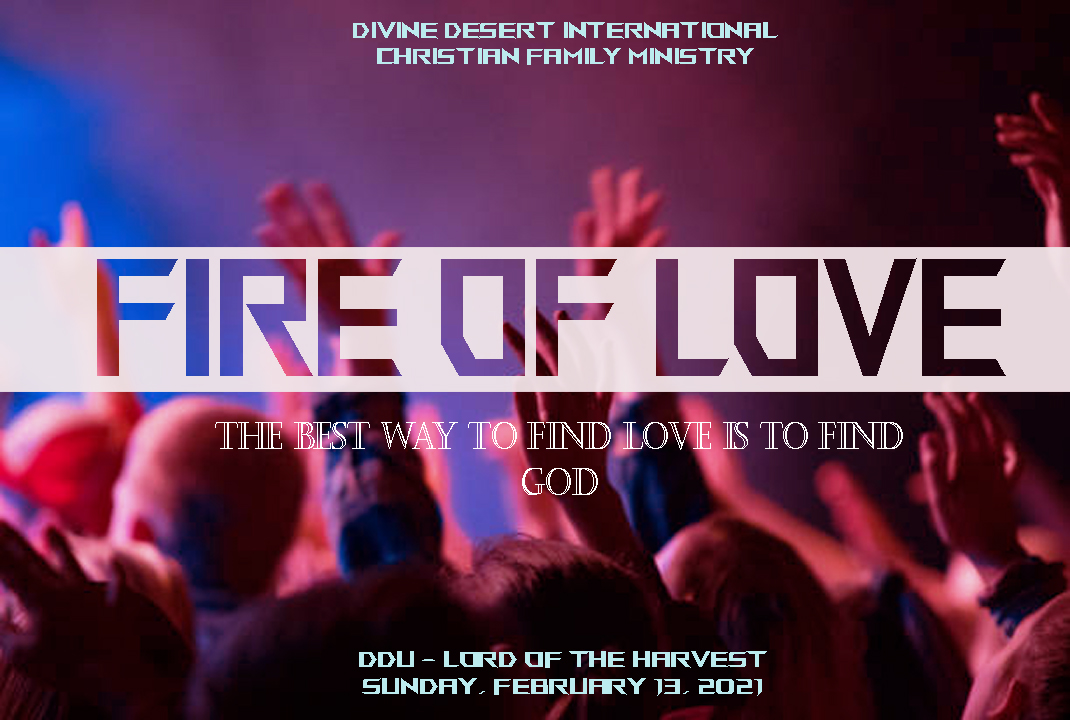 DIVINE DESERT INTERNATIONAL
CHRISTIAN FAMILY MINISTRY
FIRE OF LOVE
THE BEST WAY TO FIND LOVE IS TO FIND
GOD
DDU - LORD OF THE HARVEST
SUNDAY, FEBRUARY 13, 2021